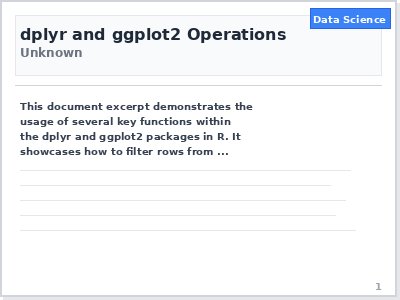 Data Science
dplyr and ggplot2 Operations
Unknown
This document excerpt demonstrates the
usage of several key functions within
the dplyr and ggplot2 packages in R. It
showcases how to filter rows from ...
1